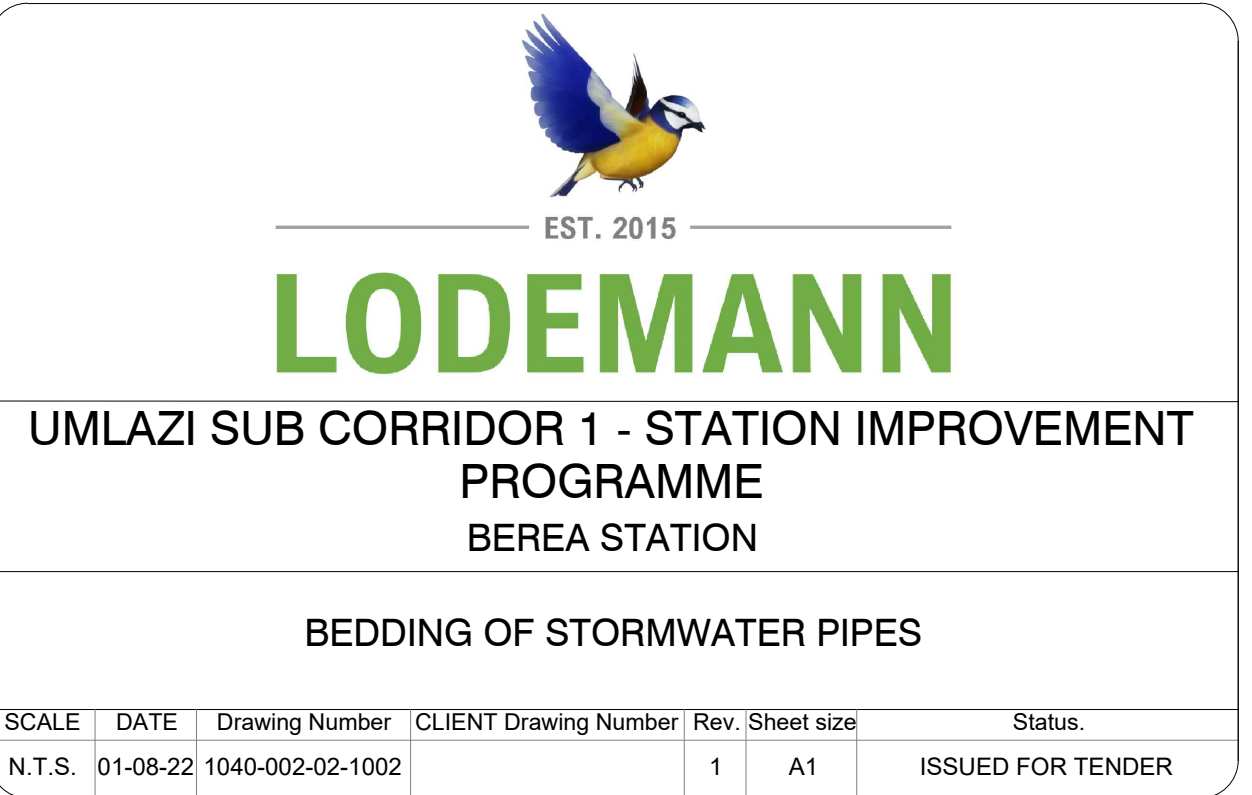 EST. 2015
LODEMANN
UMLAZI SUB CORRIDOR 1 - STATION IMPROVEMENT
PROGRAMME
BEREA STATION
BEDDING OF STORMWATER PIPES
SCALE DATE Drawing Number CLIENT Drawing Number Rev. Sheet size Status.
N.T.S. 01-08-22 1040-002-02-1002 1 A1 ISSUED FOR TENDER